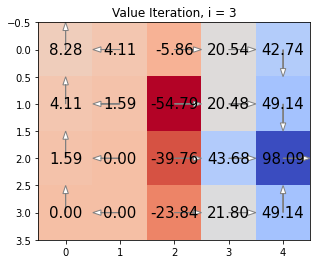 Value Iteration, i = 3
−0.5
0.0 8.28 4.11 -5.86 20.54 42.74
0.5
1.0 4.11 1.59 -54.79 20.48 49.14
1.5
2.0 1.59 0.00 -39.76 43.68 98.09
2.5
3.0 0.00 0.00 -23.84 21.80 49.14
3.5
0 1 2 3 4